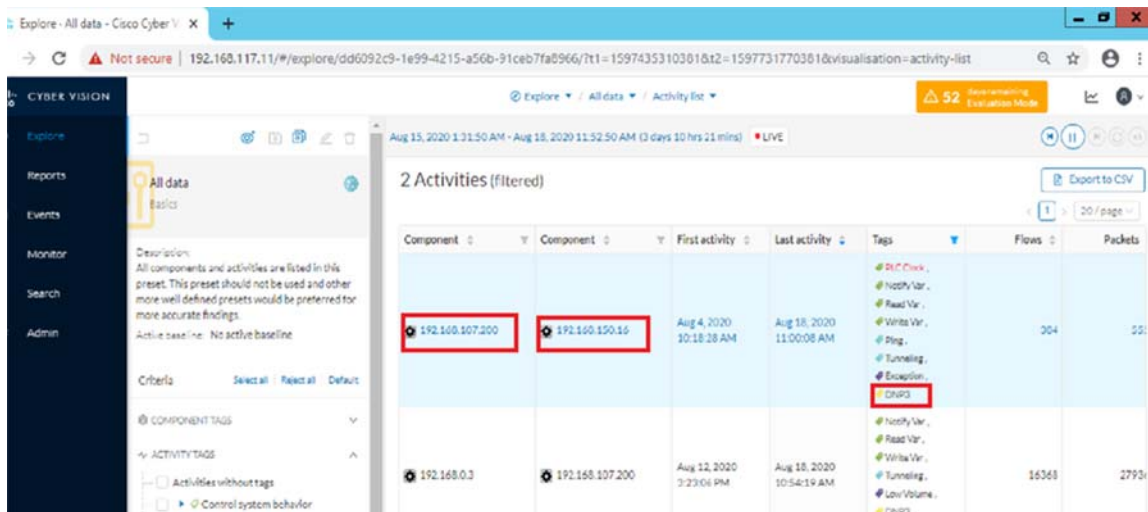 Explore - All data - Cisco Cyber V
Not secure | 192.168.117.11/#/explore/dd6092c9-1e99-4215-a56b-91ceb7fa8966/?t1=1597435310381&t2=1597731770381&visualisation=activity-list
CYBER VISION
Explore
Reports
Events
Monitor
Search
Admin
Explore / All data / Activity list
52 days remaining
Evaluation Mode
A
All data
Basics
Description:
All components and activities are listed in this
preset. This preset should not be used and other
more well defined presets would be preferred for
more accurate findings.
Active baseline: No active baseline
Criteria Select all Reject all Default
COMPONENT TAGS
ACTIVITY TAGS
Activities without tags
Control system behavior
Aug 15, 2020 1:31:50 AM - Aug 18, 2020 11:52:50 AM (3 days 10 hrs 21 mins) LIVE
2 Activities (filtered)
Export to CSV
1 20 / page
Component Component First activity Last activity Tags Flows Packets
192.168.107.200 192.168.150.16 Aug 4, 2020 10:18:28 AM Aug 18, 2020 11:00:08 AM
PLC Clock,
Notify Var,
Read Var,
Write Var,
Ping,
Tunneling,
Exception,
DNP3
384
192.168.0.3 192.168.107.200 Aug 12, 2020 3:23:06 PM Aug 18, 2020 10:54:19 AM
Notify Var,
Read Var,
Write Var,
Tunneling,
Low Volume,
DNP3
16368 2793